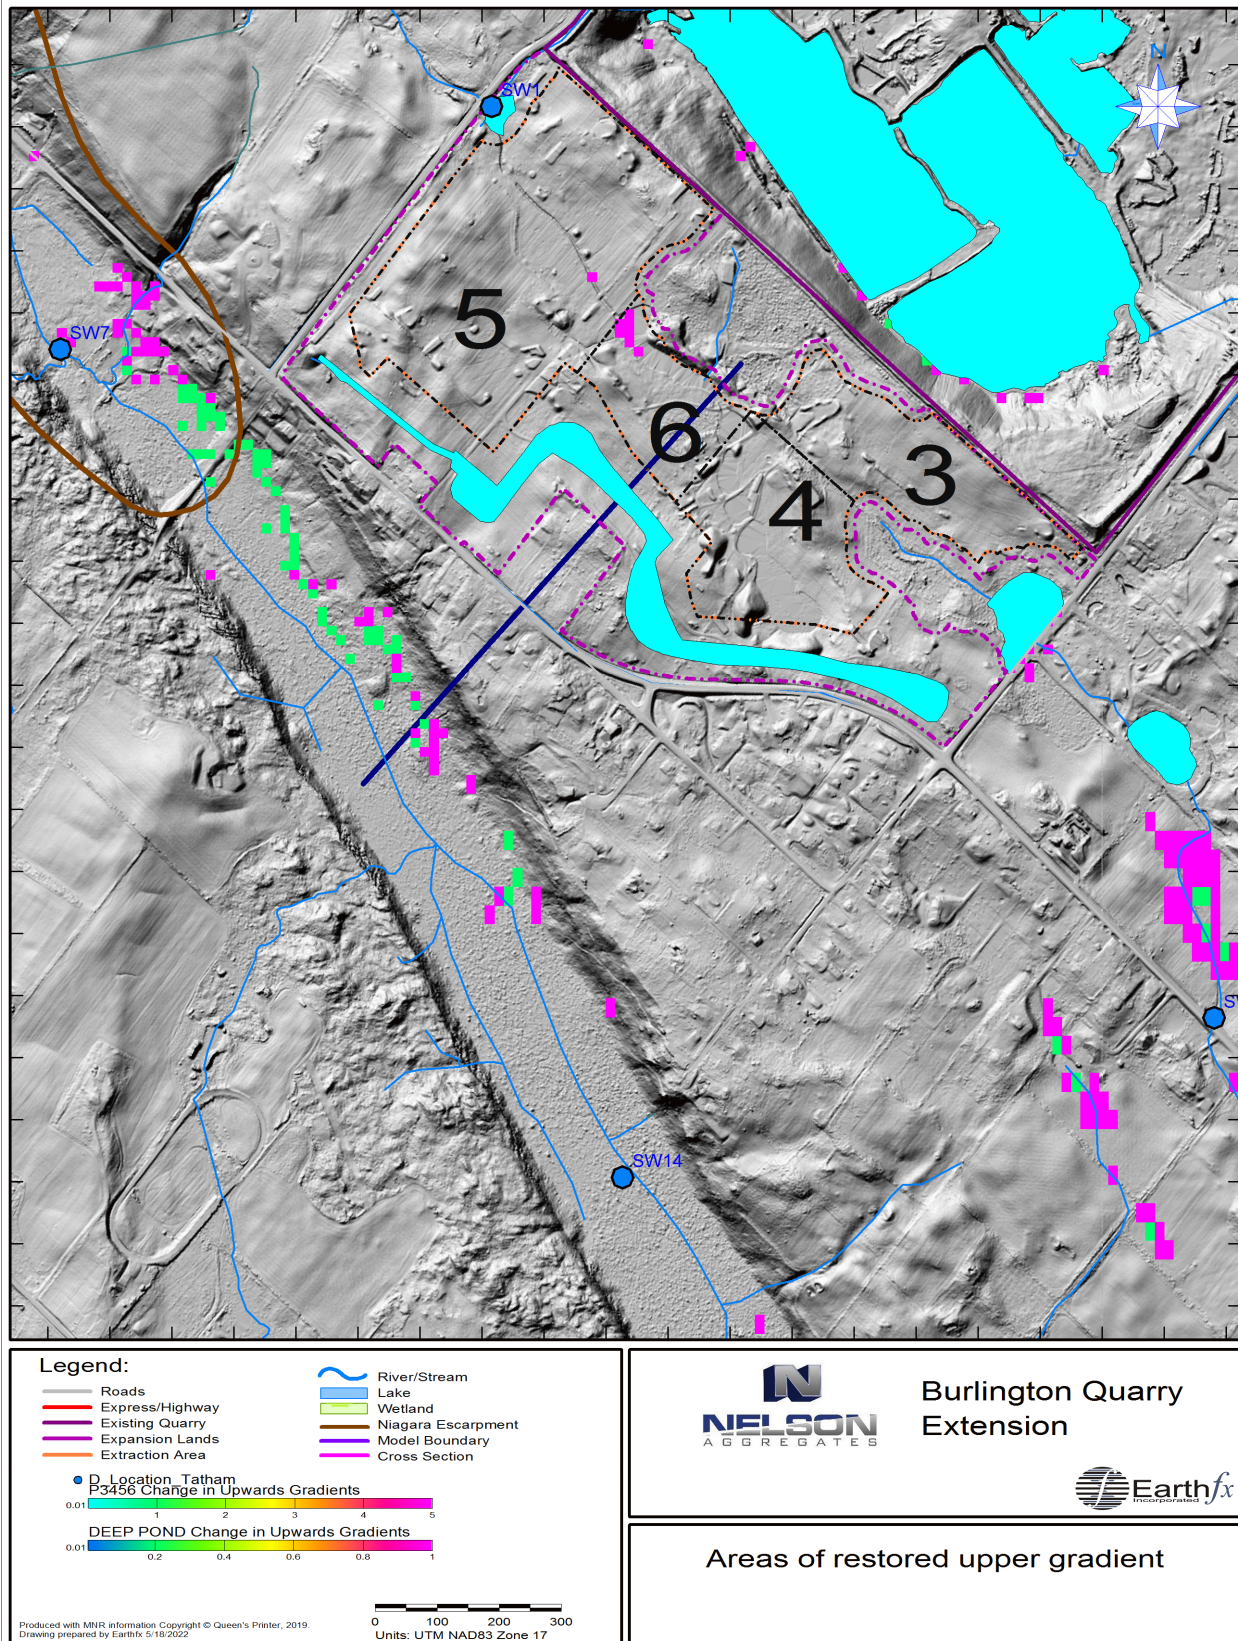 N
SW1
SW7
5
6
3
4
SW14
Legend:
Roads
Express/Highway
Existing Quarry
Expansion Lands
Extraction Area
River/Stream
Lake
Wetland
Niagara Escarpment
Model Boundary
Cross Section
D_Location_Tatham
P3456 Change in Upwards Gradients
0.01 1 2 3 4 5
DEEP POND Change in Upwards Gradients
0.01 0.2 0.4 0.6 0.8 1
Produced with MNR information Copyright © Queen's Printer, 2019.
Drawing prepared by Earthfx 5/18/2022
0 100 200 300
Units: UTM NAD83 Zone 17
N
NELSON
AGGREGATES
Burlington Quarry
Extension
Earthfx
Incorporated
Areas of restored upper gradient